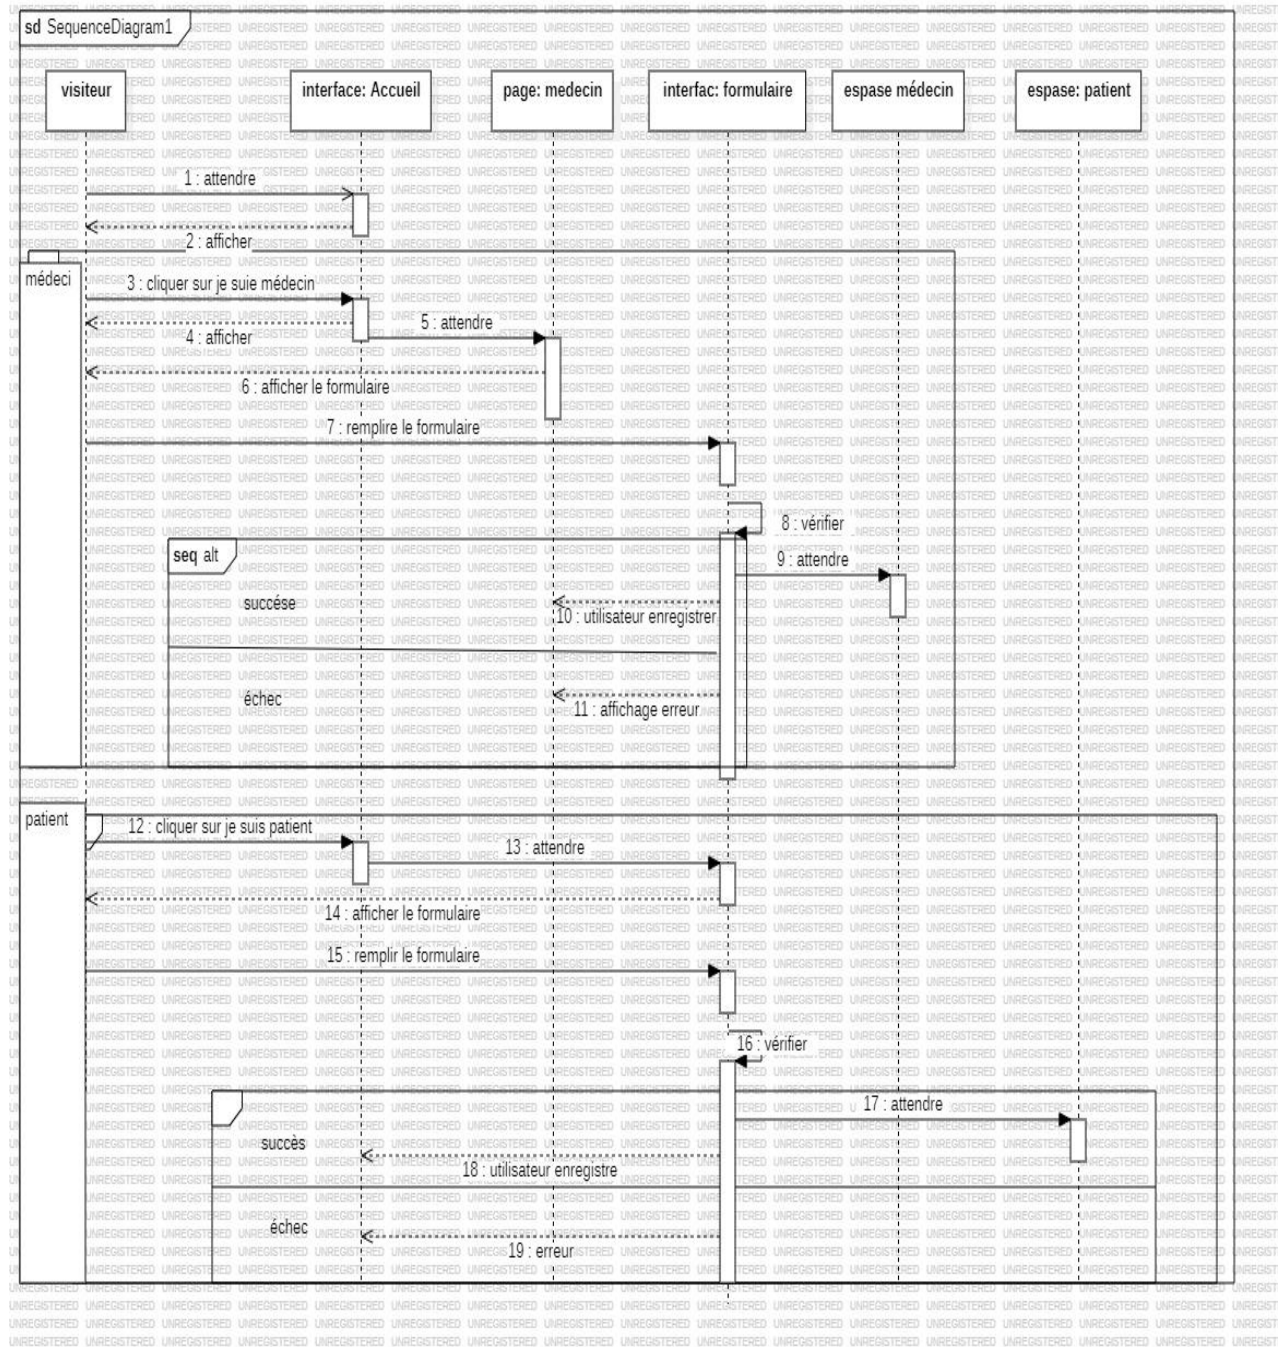 sd SequenceDiagram1
visiteur
interface: Accueil
page: medecin
interfac: formulaire
espase médecin
espase: patient
1 : attendre
2 : afficher
médeci
3 : cliquer sur je suie médecin
4 : afficher
5 : attendre
6 : afficher le formulaire
7 : remplire le formulaire
8 : vérifier
seq alt
9 : attendre
succése
10 : utilisateur enregistrer
échec
11 : affichage erreur
patient
12 : cliquer sur je suis patient
13 : attendre
14 : afficher le formulaire
15 : remplir le formulaire
16 : vérifier
17 : attendre
succès
18 : utilisateur enregistre
échec
19 : erreur
UNREGISTERED